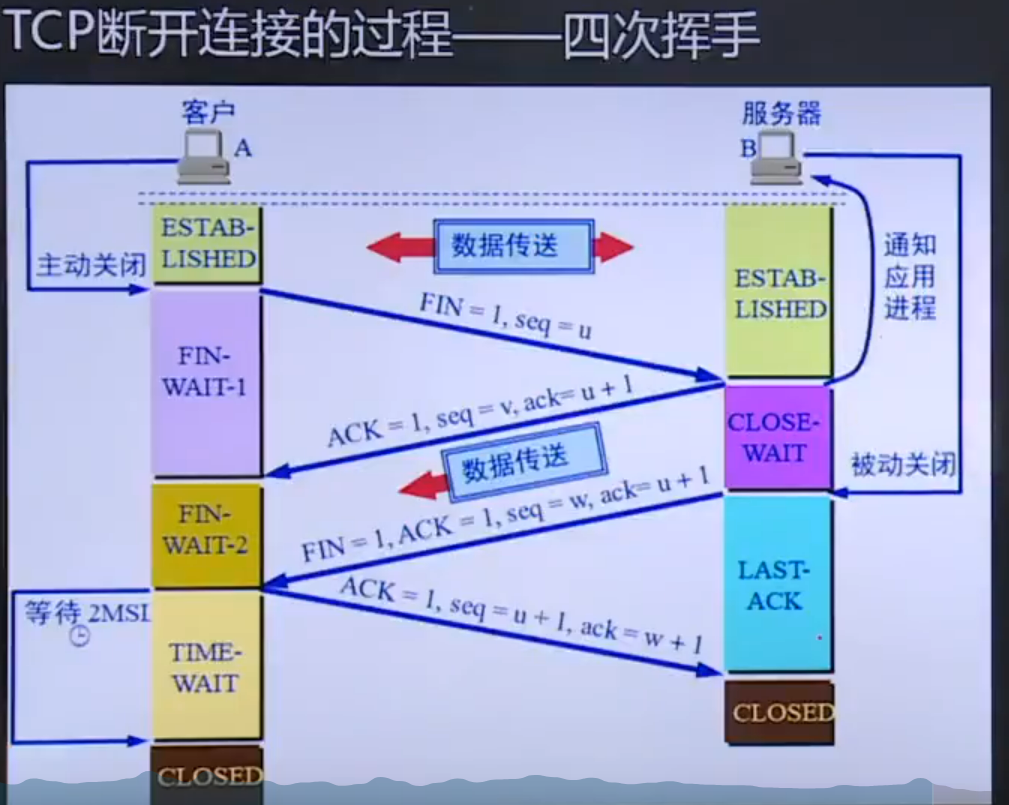 TCP断开连接的过程——四次挥手
客户
A
服务器
B
ESTAB-
LISHED
数据传送
主动关闭
ESTAB-
LISHED
通知
应用
进程
FIN = 1, seq = u
FIN-
WAIT-1
ACK = 1, seq = v, ack= u + 1
CLOSE-
WAIT
数据传送
被动关闭
FIN-
WAIT-2
FIN = 1, ACK = 1, seq = w, ack= u + 1
ACK = 1, seq = u + 1, ack = w + 1
LAST-
ACK
等待 2MSL
TIME-
WAIT
CLOSED
CLOSED